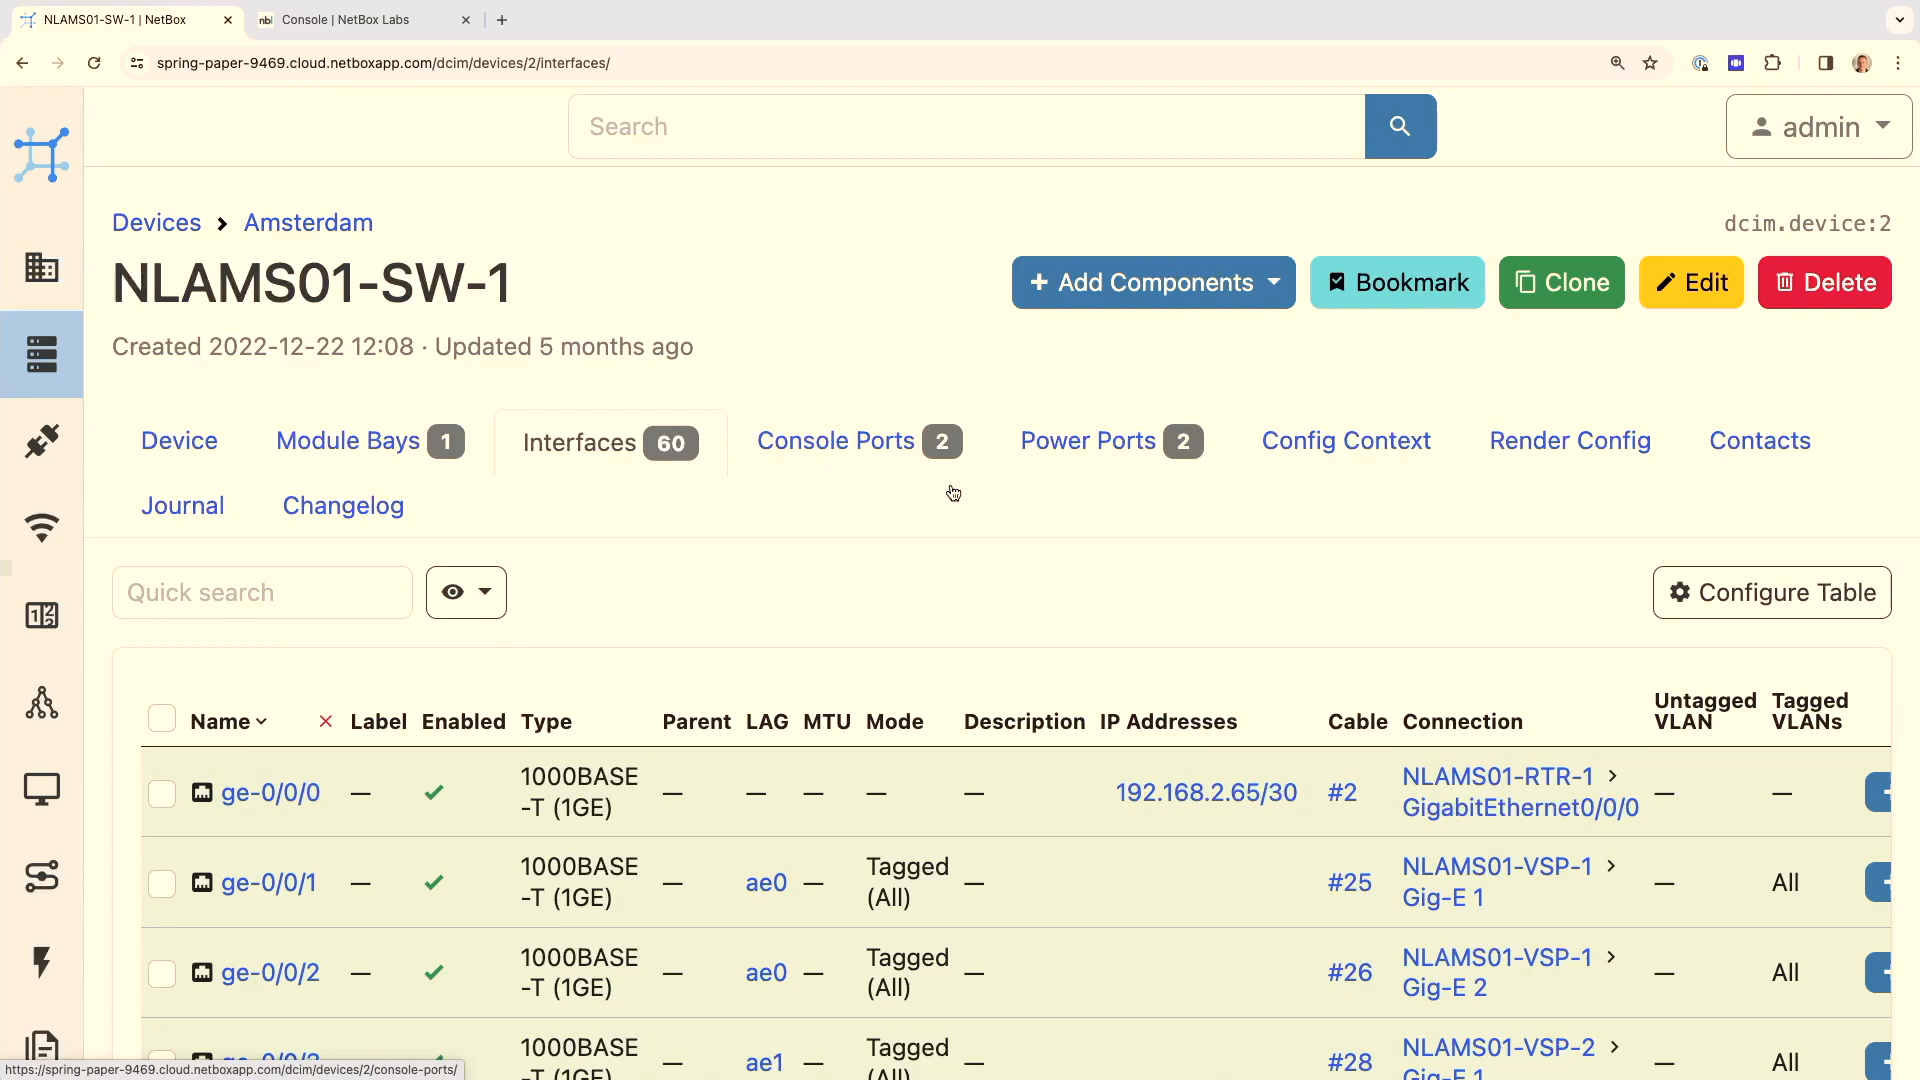 NLAMS01-SW-1 | NetBox
Console | NetBox Labs
spring-paper-9469.cloud.netboxapp.com/dcim/devices/2/interfaces/
Search
admin
Devices > Amsterdam
dcim.device:2
NLAMS01-SW-1
+ Add Components
Bookmark
Clone
Edit
Delete
Created 2022-12-22 12:08 · Updated 5 months ago
Device
Module Bays 1
Interfaces 60
Console Ports 2
Power Ports 2
Config Context
Render Config
Contacts
Journal
Changelog
Quick search
Configure Table
Name Label Enabled Type Parent LAG MTU Mode Description IP Addresses Cable Connection Untagged VLAN Tagged VLANs
ge-0/0/0 — 1000BASE-T (1GE) — — — — — 192.168.2.65/30 #2 NLAMS01-RTR-1 > GigabitEthernet0/0/0 — —
ge-0/0/1 — 1000BASE-T (1GE) — ae0 — Tagged (All) — #25 NLAMS01-VSP-1 > Gig-E 1 — All
ge-0/0/2 — 1000BASE-T (1GE) — ae0 — Tagged (All) — #26 NLAMS01-VSP-1 > Gig-E 2 — All
1000BASE-T (1GE) — ae1 — Tagged (All) — #28 NLAMS01-VSP-2 > Gig-E 1 — All
https://spring-paper-9469.cloud.netboxapp.com/dcim/devices/2/console-ports/